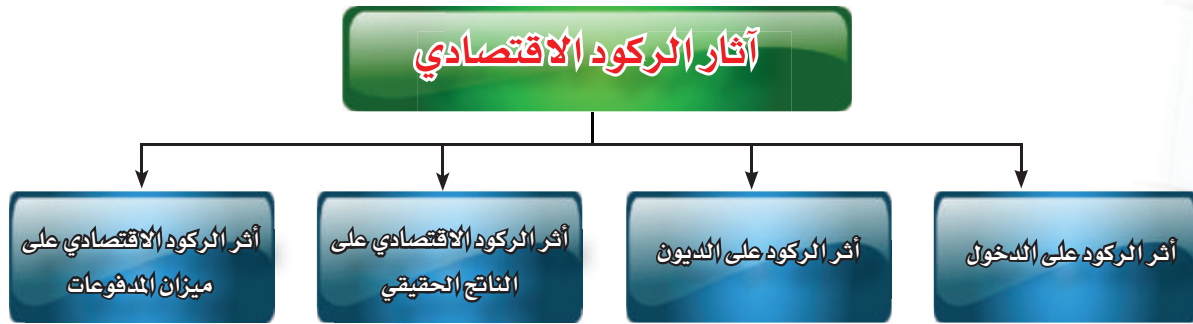 آثار الركود الاقتصادي
أثر الركود على الدخول
أثر الركود على الديون
أثر الركود الاقتصادي على
الناتج الحقيقي
أثر الركود الاقتصادي على
ميزان المدفوعات